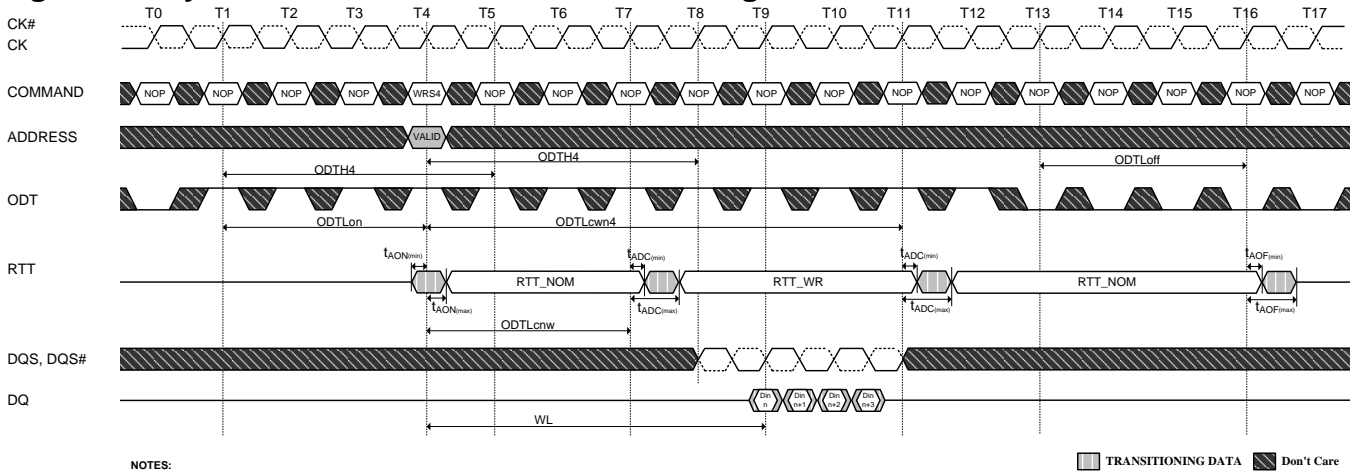 T0 T1 T2 T3 T4 T5 T6 T7 T8 T9 T10 T11 T12 T13 T14 T15 T16 T17
CK#
CK
COMMAND NOP NOP NOP NOP WRS4 NOP NOP NOP NOP NOP NOP NOP NOP NOP NOP NOP NOP NOP
ADDRESS VALID
ODTH4 ODTLoff
ODTH4
ODT
ODTLon ODTLcwn4
tAON(min) tADC(min) tADC(min) tAOF(min)
RTT RTT_NOM RTT_WR RTT_NOM
tAON(max) tADC(max) tADC(max) tAOF(max)
ODTLcnw
DQS, DQS#
DQ Din n Din n+1 Din n+2 Din n+3
WL
NOTES: TRANSITIONING DATA Don't Care